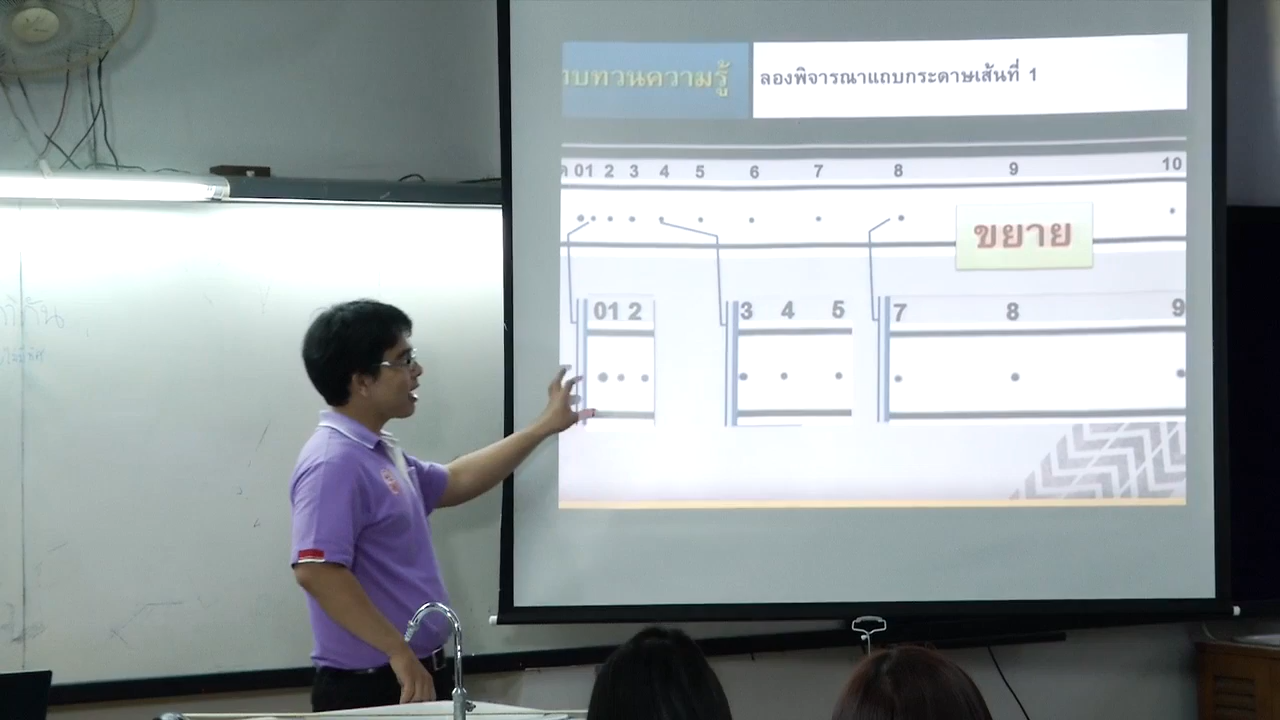 บทวนความรู้ ลองพิจารณาแถบกระดาษเส้นที่ 1
01 2 3 4 5 6 7 8 9 10
ขยาย
01 2 3 4 5 7 8 9